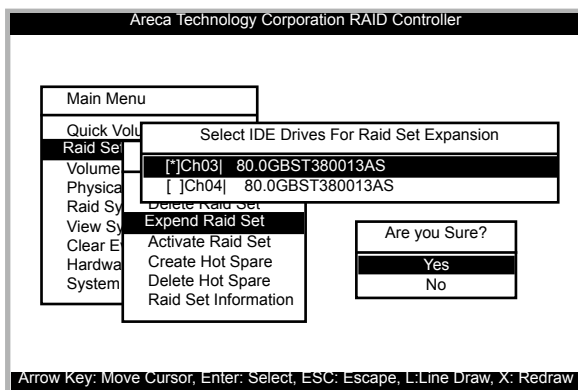 Areca Technology Corporation RAID Controller
Main Menu
Quick Volu
Raid Set
Volume
Physica
Raid Sy
View Sy
Clear E
Hardwa
System
Select IDE Drives For Raid Set Expansion
[*]Ch03| 80.0GBST380013AS
[ ]Ch04| 80.0GBST380013AS
Delete Raid Set
Expend Raid Set
Activate Raid Set
Create Hot Spare
Delete Hot Spare
Raid Set Information
Are you Sure?
Yes
No
Arrow Key: Move Cursor, Enter: Select, ESC: Escape, L:Line Draw, X: Redraw